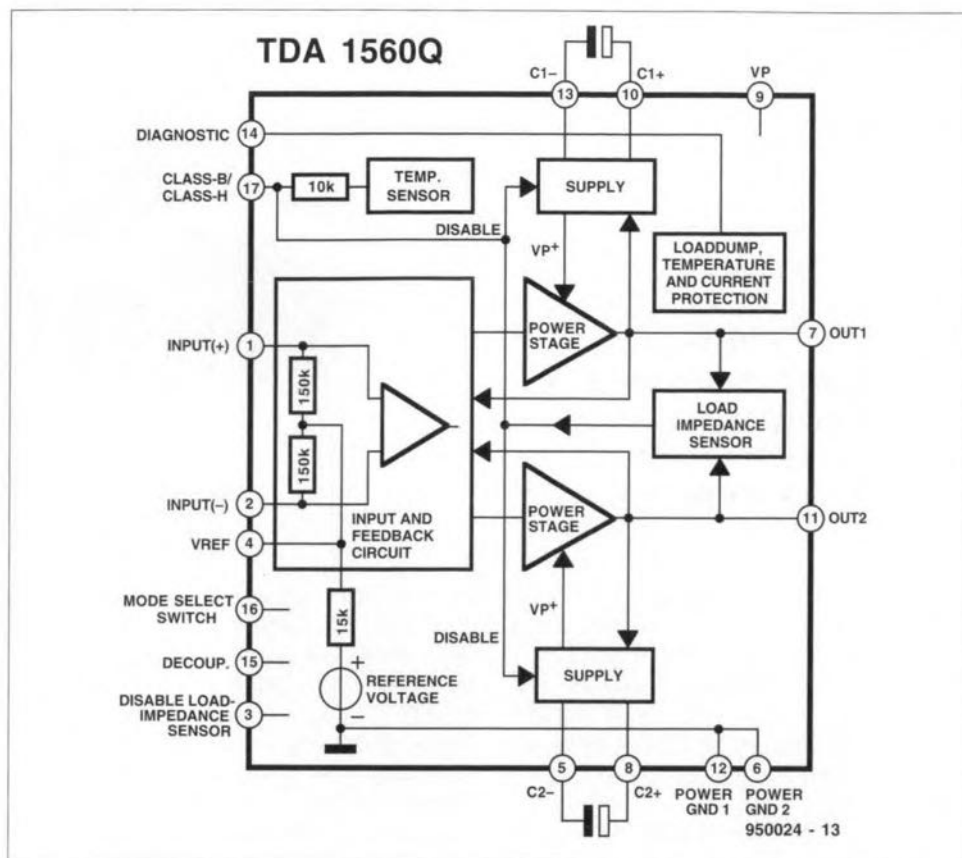 TDA 1560Q
C1–
C1+
VP
13
10
9
14
DIAGNOSTIC
CLASS-B/
CLASS-H
17
10k
TEMP.
SENSOR
SUPPLY
DISABLE
VP+
LOADDUMP,
TEMPERATURE
AND CURRENT
PROTECTION
INPUT(+)
1
150k
150k
POWER
STAGE
7
OUT1
LOAD
IMPEDANCE
SENSOR
INPUT(–)
2
VREF
4
INPUT AND
FEEDBACK
CIRCUIT
POWER
STAGE
11
OUT2
MODE SELECT
SWITCH
16
15k
VP+
DECOUP.
15
DISABLE
+
REFERENCE
VOLTAGE
–
SUPPLY
DISABLE LOAD-
IMPEDANCE
SENSOR
3
5
8
12
6
C2–
C2+
POWER
GND 1
POWER
GND 2
950024 - 13